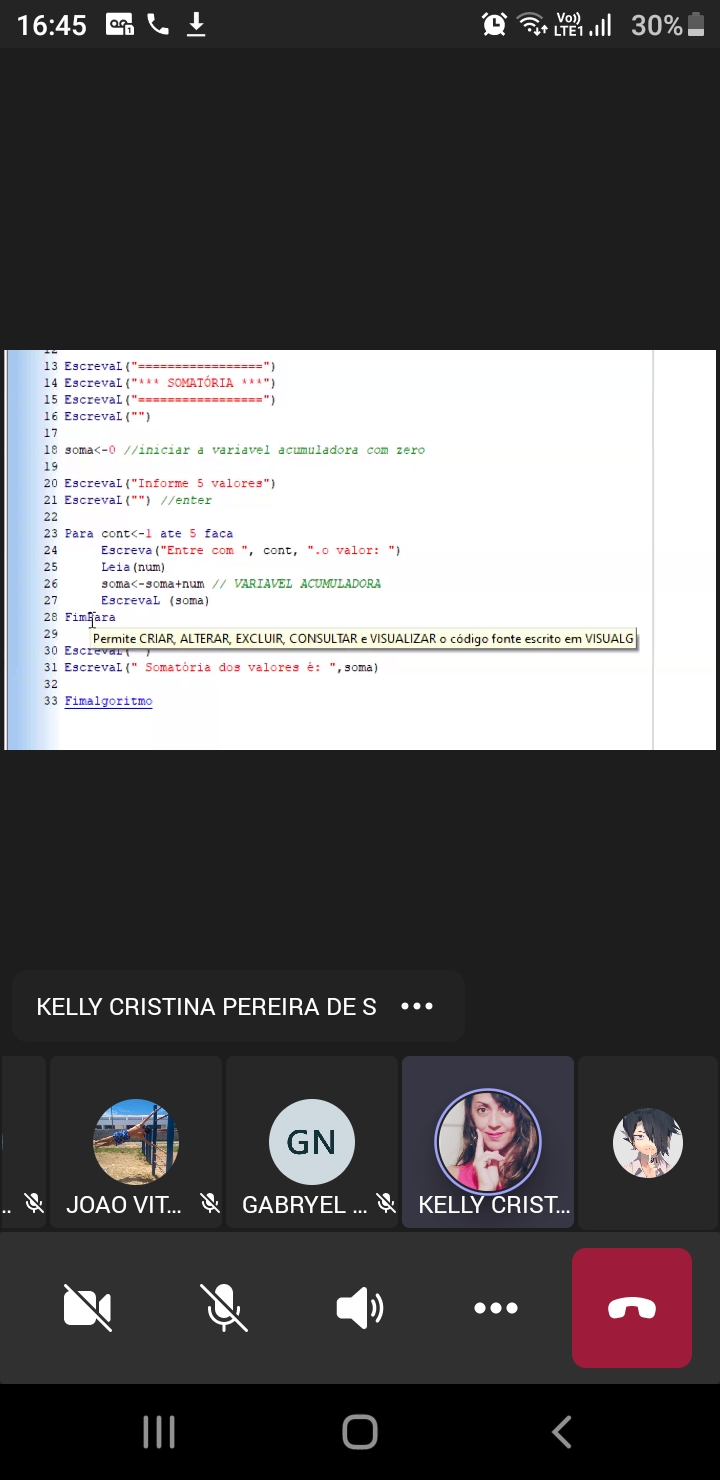 16:45
Vo))
LTE1
30%
13 EscrevaL("=================")
14 EscrevaL("*** SOMATÓRIA ***")
15 EscrevaL("=================")
16 EscrevaL("")
17
18 soma<-0 //iniciar a variavel acumuladora com zero
19
20 EscrevaL("Informe 5 valores")
21 EscrevaL("") //enter
22
23 Para cont<-1 ate 5 faca
24 Escreva("Entre com ", cont, ".o valor: ")
25 Leia(num)
26 soma<-soma+num // VARIAVEL ACUMULADORA
27 EscrevaL (soma)
28 FimPara
29
Permite CRIAR, ALTERAR, EXCLUIR, CONSULTAR e VISUALIZAR o código fonte escrito em VISUALG
30 EscrevaL(" ")
31 EscrevaL(" Somatória dos valores é: ",soma)
32
33 Fimalgoritmo
KELLY CRISTINA PEREIRA DE S •••
GN
.. JOAO VIT... GABRYEL ... KELLY CRIST...